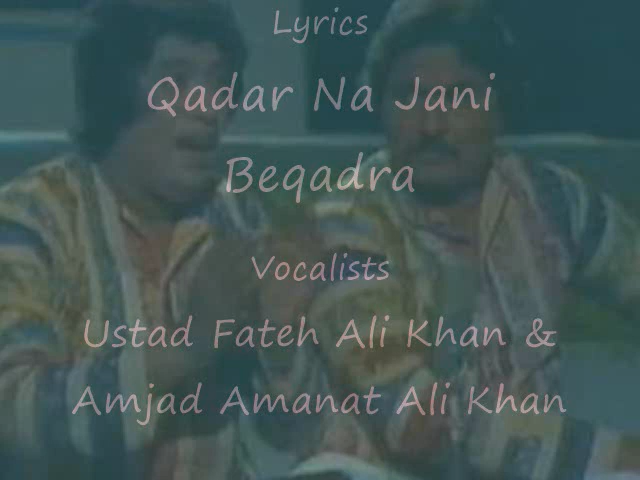 Lyrics
Qadar Na Jani
Beqadra
Vocalists
Ustad Fateh Ali Khan &
Amjad Amanat Ali Khan